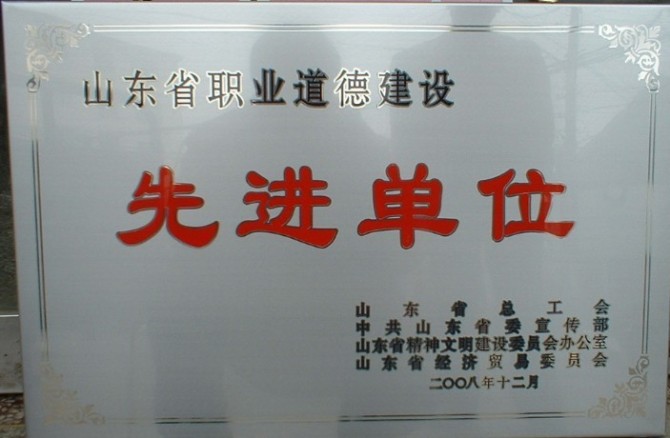 山东省职业道德建设
先进单位
山东省总工会
中共山东省委宣传部
山东省精神文明建设委员会办公室
山东省经济贸易委员会
二〇〇八年十二月